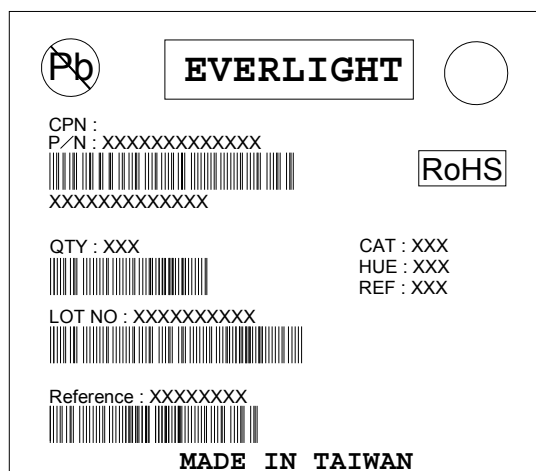 Pb
EVERLIGHT
CPN :
P/N : XXXXXXXXXXXXX
RoHS
XXXXXXXXXXXXX
QTY : XXX
CAT : XXX
HUE : XXX
REF : XXX
LOT NO : XXXXXXXXXX
Reference : XXXXXXXX
MADE IN TAIWAN